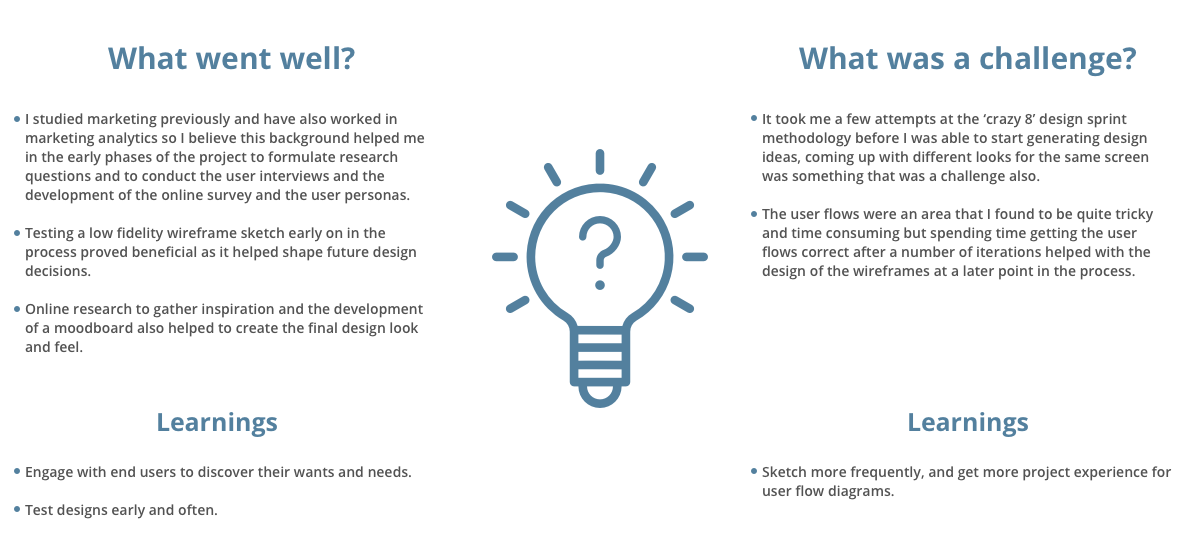 What went well?
• I studied marketing previously and have also worked in
marketing analytics so I believe this background helped me
in the early phases of the project to formulate research
questions and to conduct the user interviews and the
development of the online survey and the user personas.
• Testing a low fidelity wireframe sketch early on in the
process proved beneficial as it helped shape future design
decisions.
• Online research to gather inspiration and the development
of a moodboard also helped to create the final design look
and feel.
Learnings
• Engage with end users to discover their wants and needs.
• Test designs early and often.
?
What was a challenge?
• It took me a few attempts at the ‘crazy 8’ design sprint
methodology before I was able to start generating design
ideas, coming up with different looks for the same screen
was something that was a challenge also.
• The user flows were an area that I found to be quite tricky
and time consuming but spending time getting the user
flows correct after a number of iterations helped with the
design of the wireframes at a later point in the process.
Learnings
• Sketch more frequently, and get more project experience for
user flow diagrams.